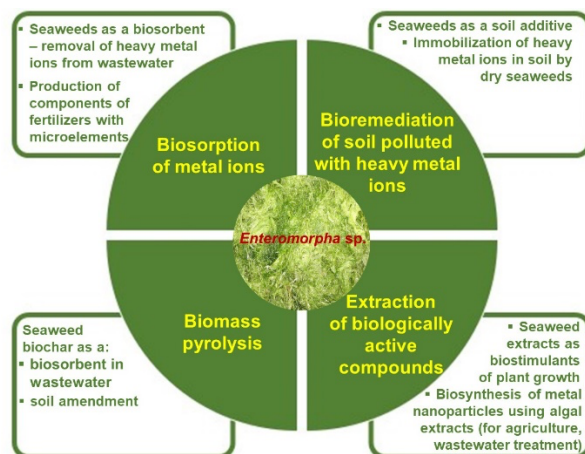 ▪ Seaweeds as a biosorbent
– removal of heavy metal
ions from wastewater
▪ Production of
components of
fertilizers with
microelements
▪ Seaweeds as a soil additive
▪ Immobilization of heavy
metal ions in soil by
dry seaweeds
Biosorption
of metal ions
Bioremediation
of soil polluted
with heavy metal
ions
Enteromorpha sp.
Biomass
pyrolysis
Extraction
of biologically
active
compounds
Seaweed
biochar as a:
▪ biosorbent in
wastewater
▪ soil amendment
▪ Seaweed
extracts as
biostimulants
of plant growth
▪ Biosynthesis of metal
nanoparticles using algal
extracts (for agriculture,
wastewater treatment)